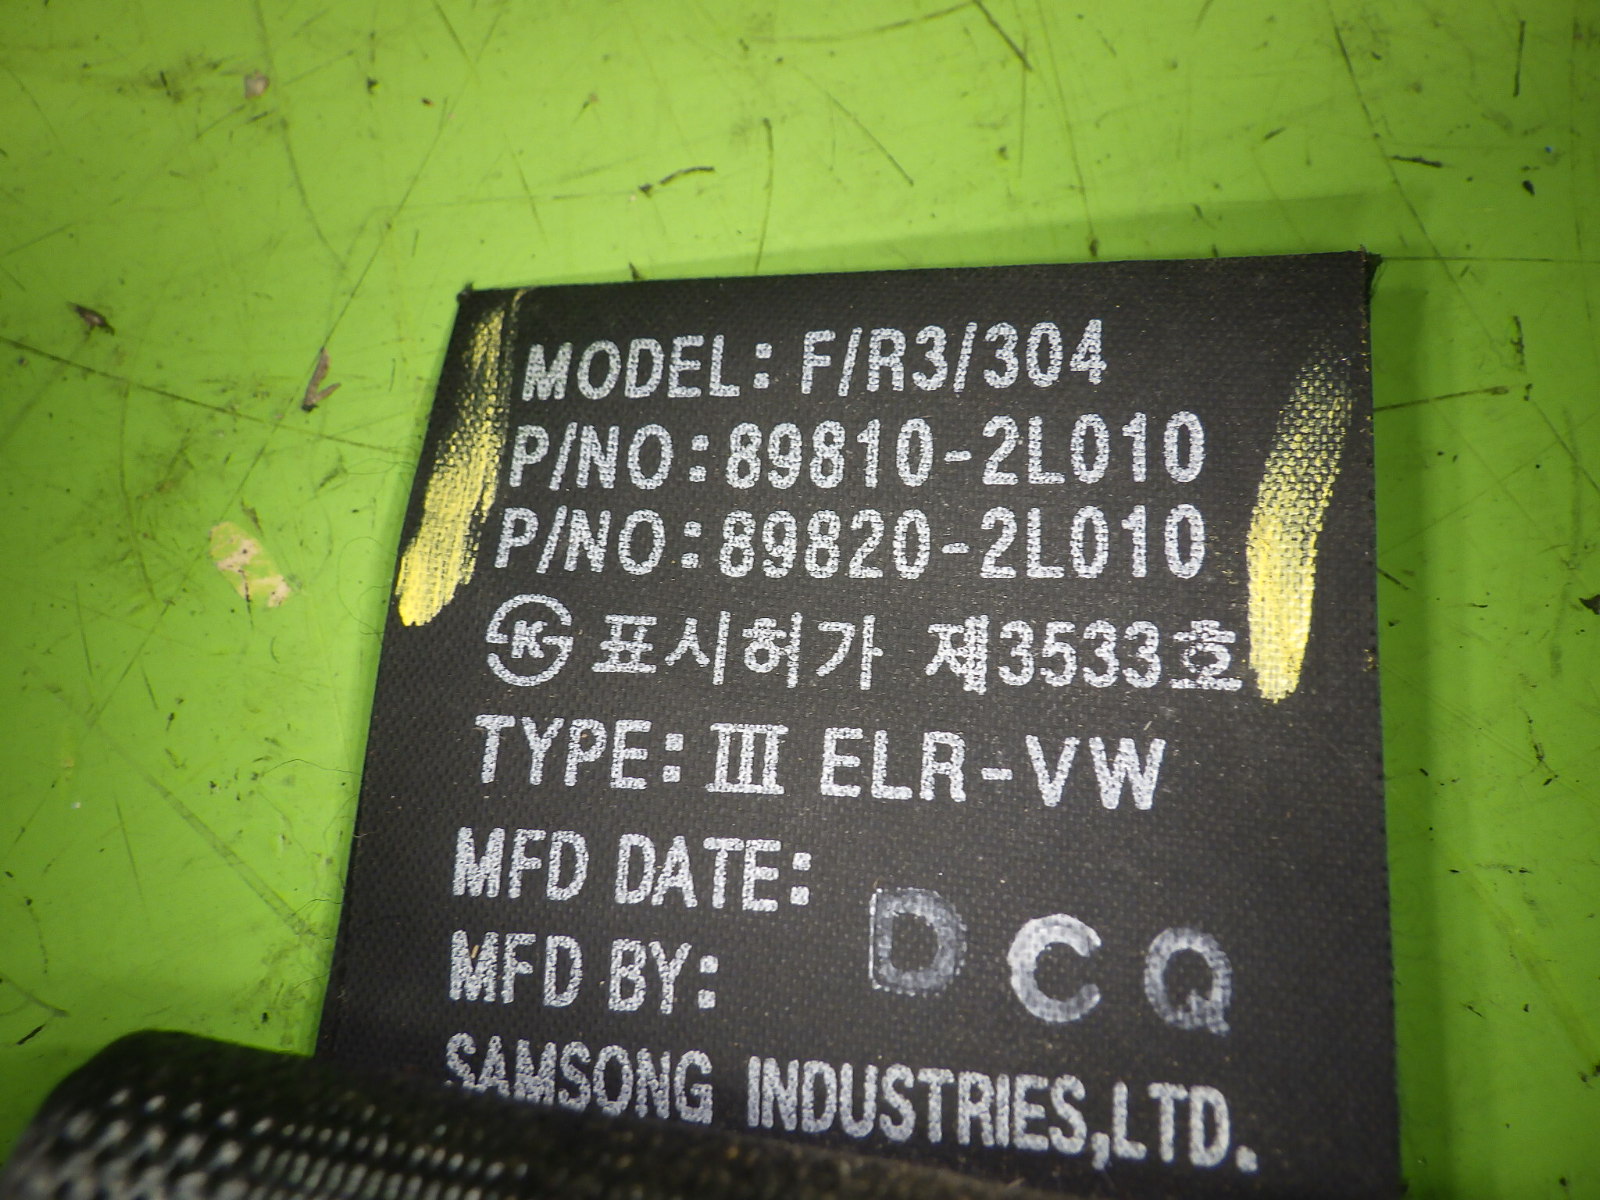 MODEL: F/R3/304
P/NO:89810-2L010
P/NO:89820-2L010
K 표시허가 제3533호
TYPE: III ELR-VW
MFD DATE:
D C Q
MFD BY:
SAMSONG INDUSTRIES,LTD.